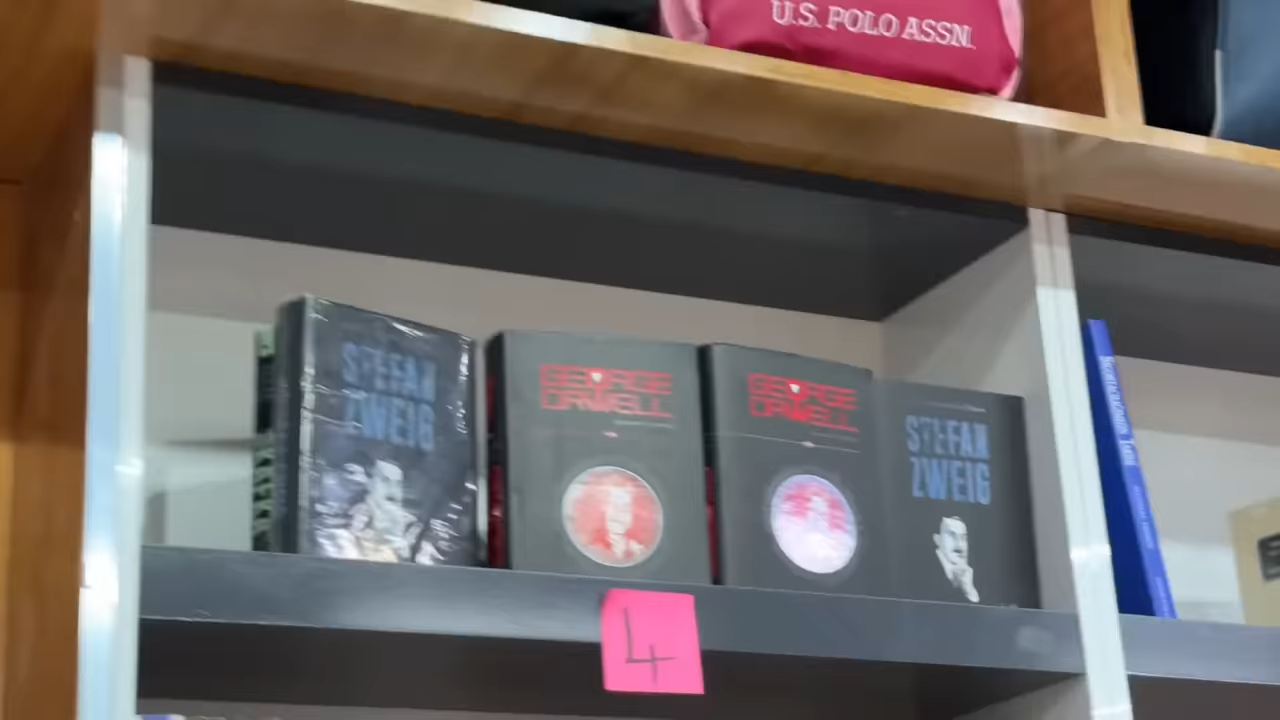 U.S. POLO ASSN.
STEFAN
ZWEIG
GEORGE
ORWELL
GEORGE
ORWELL
STEFAN
ZWEIG
4